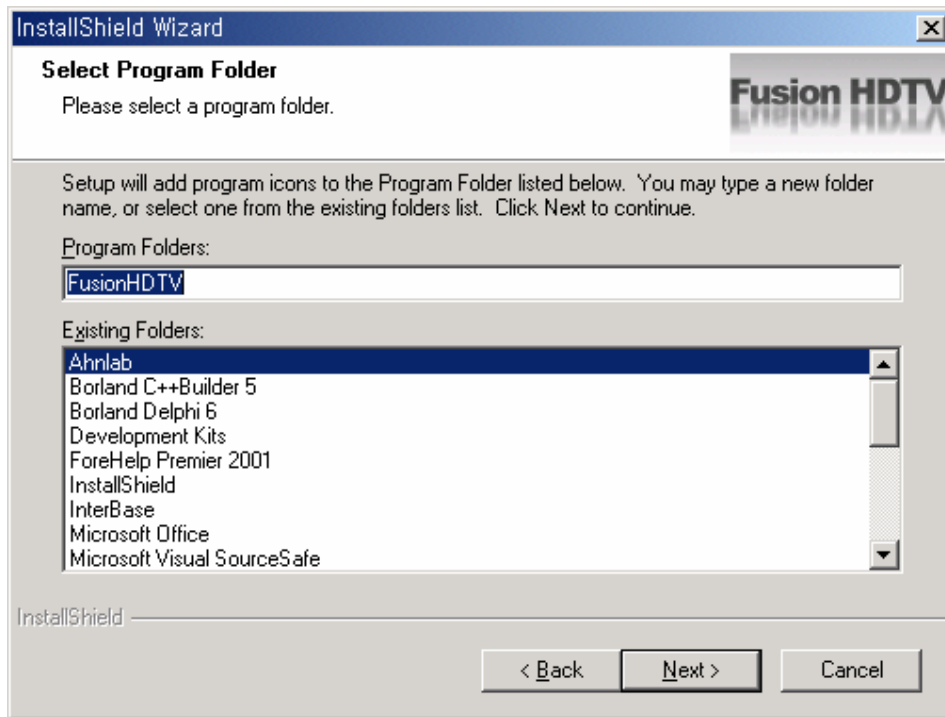 InstallShield Wizard
Select Program Folder
Please select a program folder.
Fusion HDTV
Setup will add program icons to the Program Folder listed below. You may type a new folder
name, or select one from the existing folders list. Click Next to continue.
Program Folders:
FusionHDTV
Existing Folders:
Ahnlab
Borland C++Builder 5
Borland Delphi 6
Development Kits
ForeHelp Premier 2001
InstallShield
InterBase
Microsoft Office
Microsoft Visual SourceSafe
InstallShield
< Back Next > Cancel